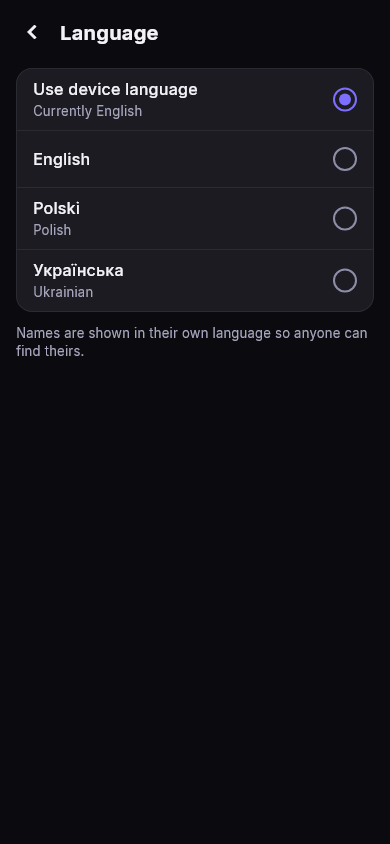 Language
Use device language
Currently English
English
Polski
Polish
Українська
Ukrainian
Names are shown in their own language so anyone can
find theirs.